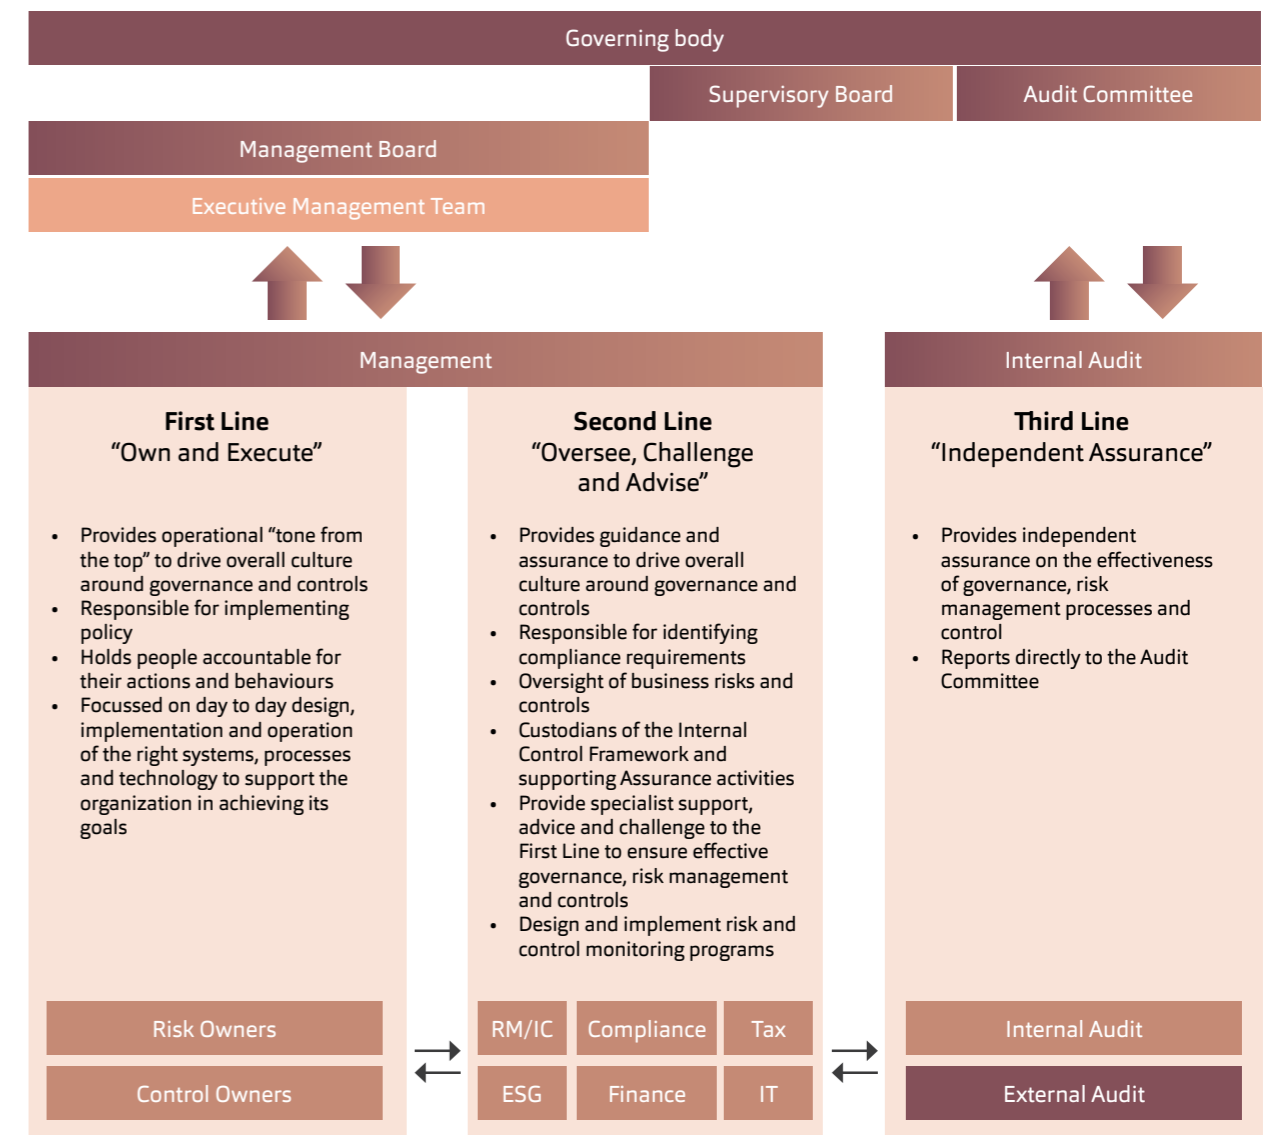 Governing body
Supervisory Board
Audit Committee
Management Board
Executive Management Team
Management
Internal Audit
First Line
“Own and Execute”
• Provides operational “tone from
the top” to drive overall culture
around governance and controls
• Responsible for implementing
policy
• Holds people accountable for
their actions and behaviours
• Focussed on day to day design,
implementation and operation
of the right systems, processes
and technology to support the
organization in achieving its
goals
Risk Owners
Control Owners
Second Line
“Oversee, Challenge
and Advise”
• Provides guidance and
assurance to drive overall
culture around governance and
controls
• Responsible for identifying
compliance requirements
• Oversight of business risks and
controls
• Custodians of the Internal
Control Framework and
supporting Assurance activities
• Provide specialist support,
advice and challenge to the
First Line to ensure effective
governance, risk management
and controls
• Design and implement risk and
control monitoring programs
RM/IC
Compliance
Tax
ESG
Finance
IT
Third Line
“Independent Assurance”
• Provides independent
assurance on the effectiveness
of governance, risk
management processes and
control
• Reports directly to the Audit
Committee
Internal Audit
External Audit